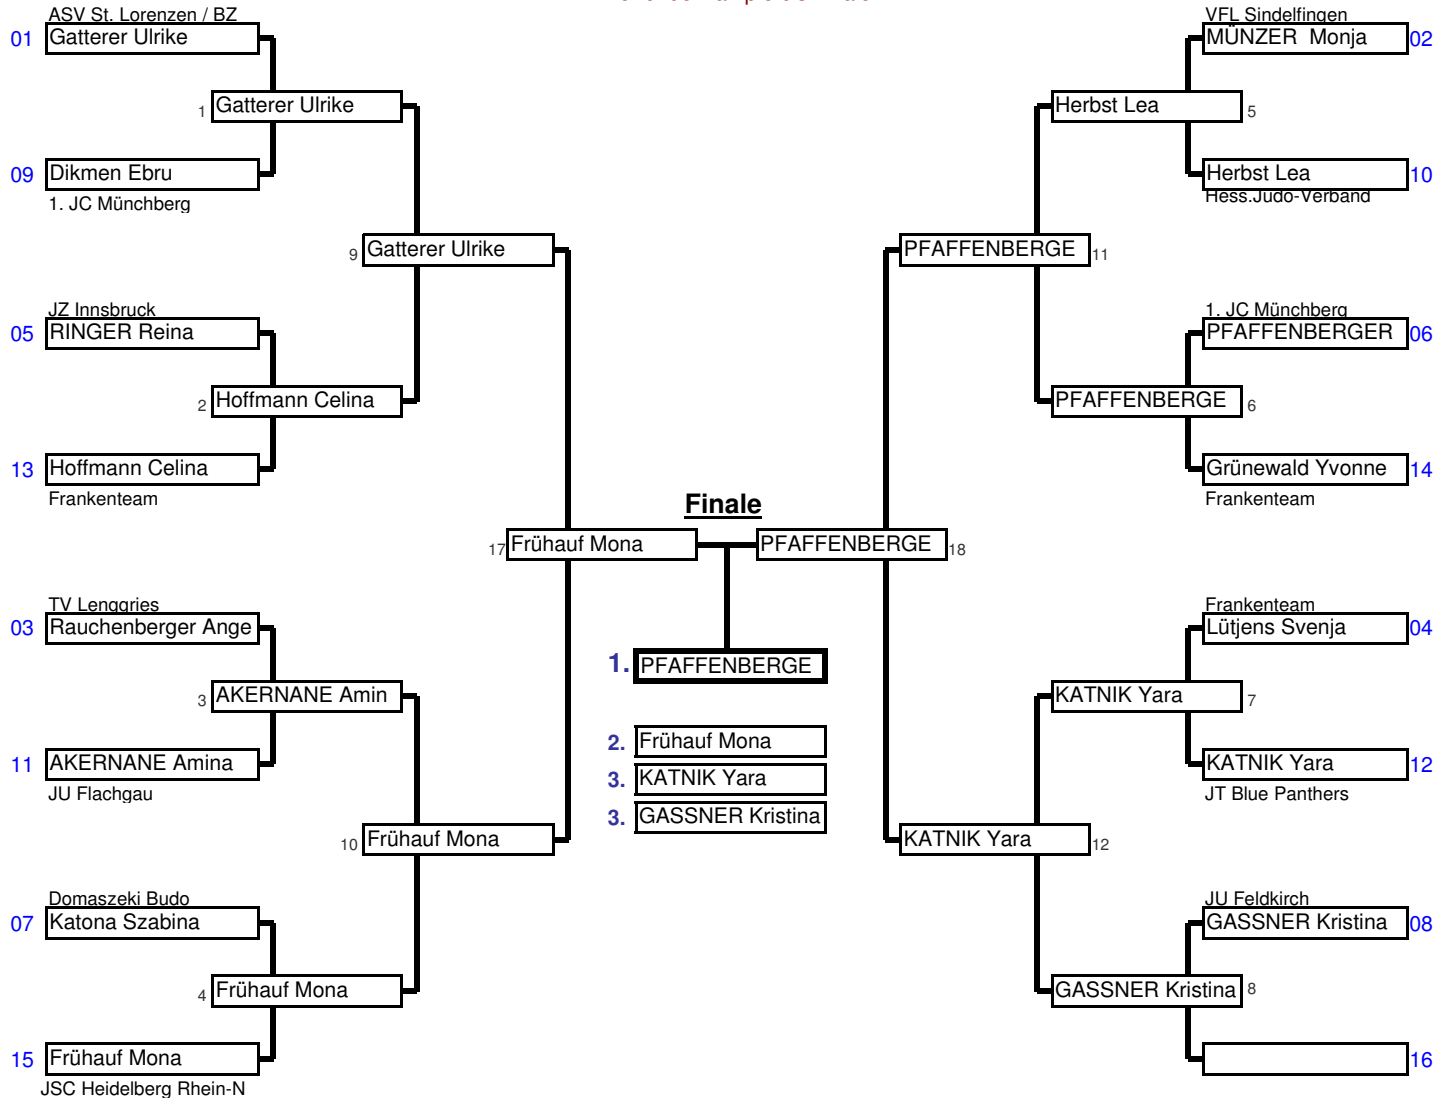 ASV St. Lorenzen / BZ
01 Gatterer Ulrike
1 Gatterer Ulrike
09 Dikmen Ebru
1. JC Münchberg
9 Gatterer Ulrike
JZ Innsbruck
05 RINGER Reina
2 Hoffmann Celina
13 Hoffmann Celina
Frankenteam
17 Frühauf Mona
TV Lenggries
03 Rauchenberger Ange
3 AKERNANE Amin
11 AKERNANE Amina
JU Flachgau
10 Frühauf Mona
Domaszeki Budo
07 Katona Szabina
4 Frühauf Mona
15 Frühauf Mona
JSC Heidelberg Rhein-N
Finale
1. PFAFFENBERGE
2. Frühauf Mona
3. KATNIK Yara
3. GASSNER Kristina
VFL Sindelfingen
MÜNZER Monja 02
Herbst Lea 5
Herbst Lea 10
Hess.Judo-Verband
PFAFFENBERGE 11
1. JC Münchberg
PFAFFENBERGER 06
PFAFFENBERGE 6
Grünewald Yvonne 14
Frankenteam
PFAFFENBERGE 18
Frankenteam
Lütjens Svenja 04
KATNIK Yara 7
KATNIK Yara 12
JT Blue Panthers
KATNIK Yara 12
JU Feldkirch
GASSNER Kristina 08
GASSNER Kristina 8
16